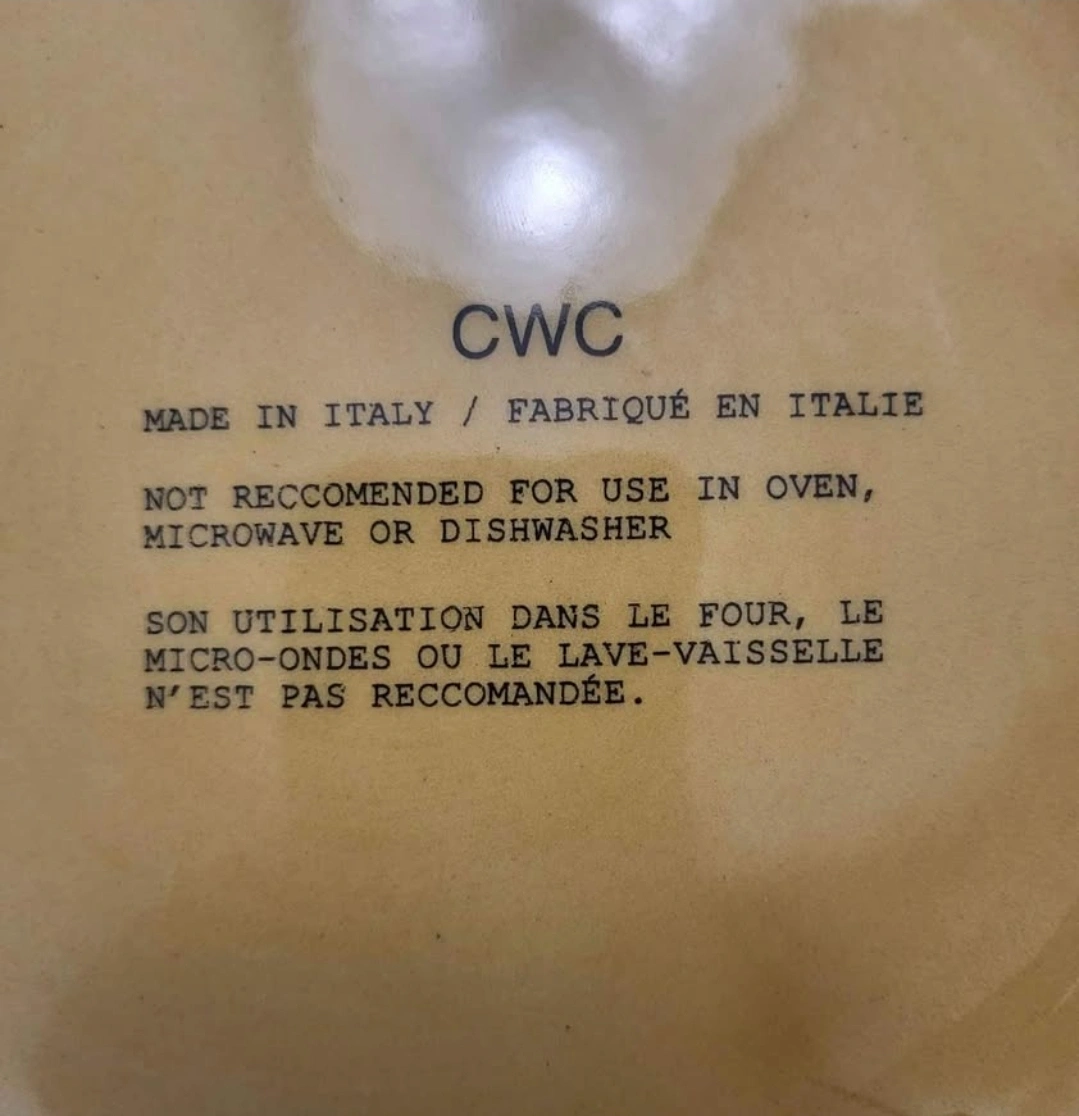 CWC
MADE IN ITALY / FABRIQUÉ EN ITALIE
NOT RECCOMENDED FOR USE IN OVEN,
MICROWAVE OR DISHWASHER
SON UTILISATION DANS LE FOUR, LE
MICRO-ONDES OU LE LAVE-VAISSELLE
N'EST PAS RECCOMANDÉE.